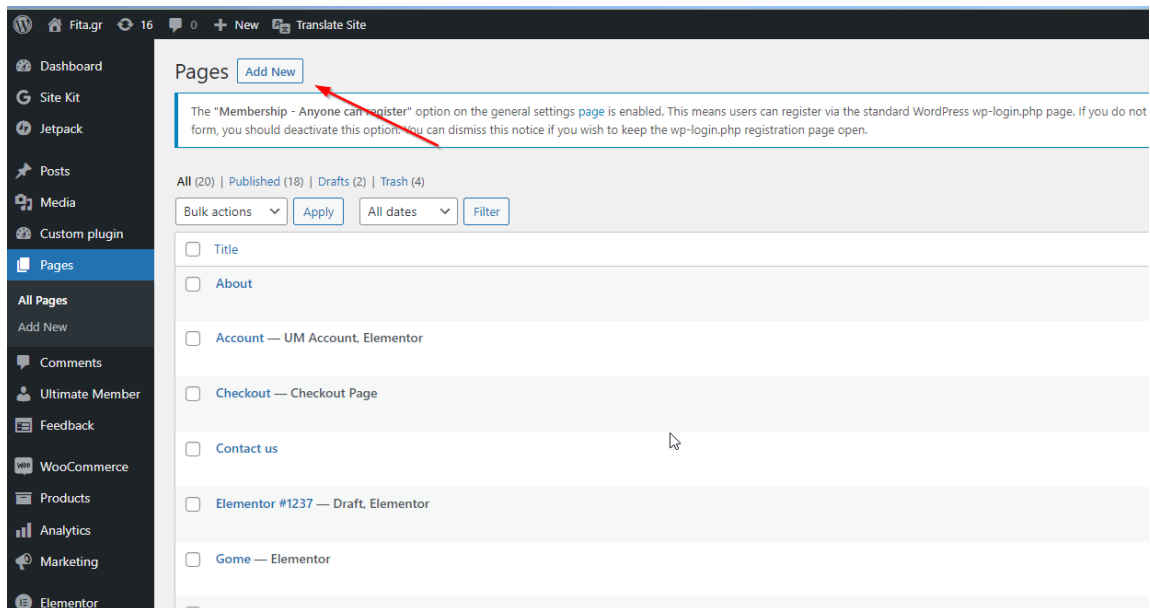 Fita.gr 16 0 New Translate Site
Dashboard
Site Kit
Jetpack
Posts
Media
Custom plugin
Pages
All Pages
Add New
Comments
Ultimate Member
Feedback
WooCommerce
Products
Analytics
Marketing
Elementor
Pages Add New
The "Membership - Anyone can register" option on the general settings page is enabled. This means users can register via the standard WordPress wp-login.php page. If you do not
form, you should deactivate this option. You can dismiss this notice if you wish to keep the wp-login.php registration page open.
All (20) | Published (18) | Drafts (2) | Trash (4)
Bulk actions Apply All dates Filter
Title
About
Account — UM Account, Elementor
Checkout — Checkout Page
Contact us
Elementor #1237 — Draft, Elementor
Gome — Elementor